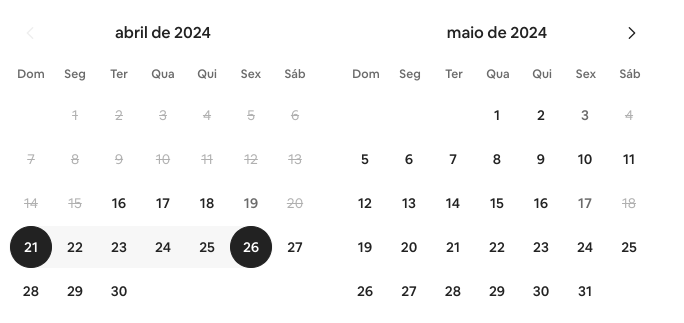 abril de 2024
Dom Seg Ter Qua Qui Sex Sáb
1 2 3 4 5 6
7 8 9 10 11 12 13
14 15 16 17 18 19 20
21 22 23 24 25 26 27
28 29 30
maio de 2024
Dom Seg Ter Qua Qui Sex Sáb
1 2 3 4
5 6 7 8 9 10 11
12 13 14 15 16 17 18
19 20 21 22 23 24 25
26 27 28 29 30 31